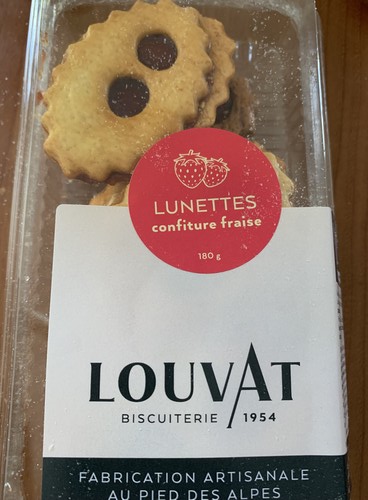 LUNETTES
confiture fraise
180 g
LOUVAT
BISCUITERIE / 1954
FABRICATION ARTISANALE
AU PIED DES ALPES